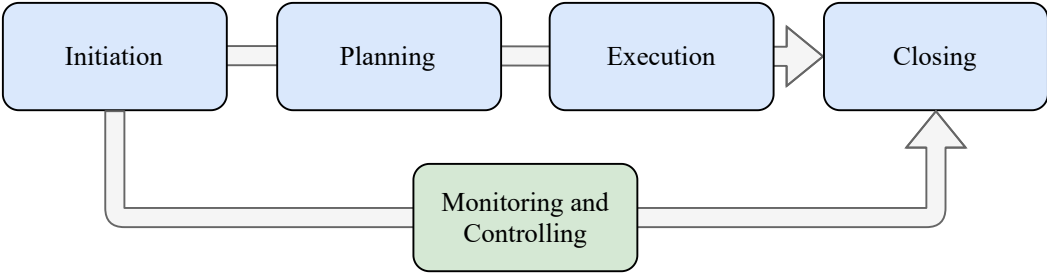 Initiation
Planning
Execution
Closing
Monitoring and
Controlling